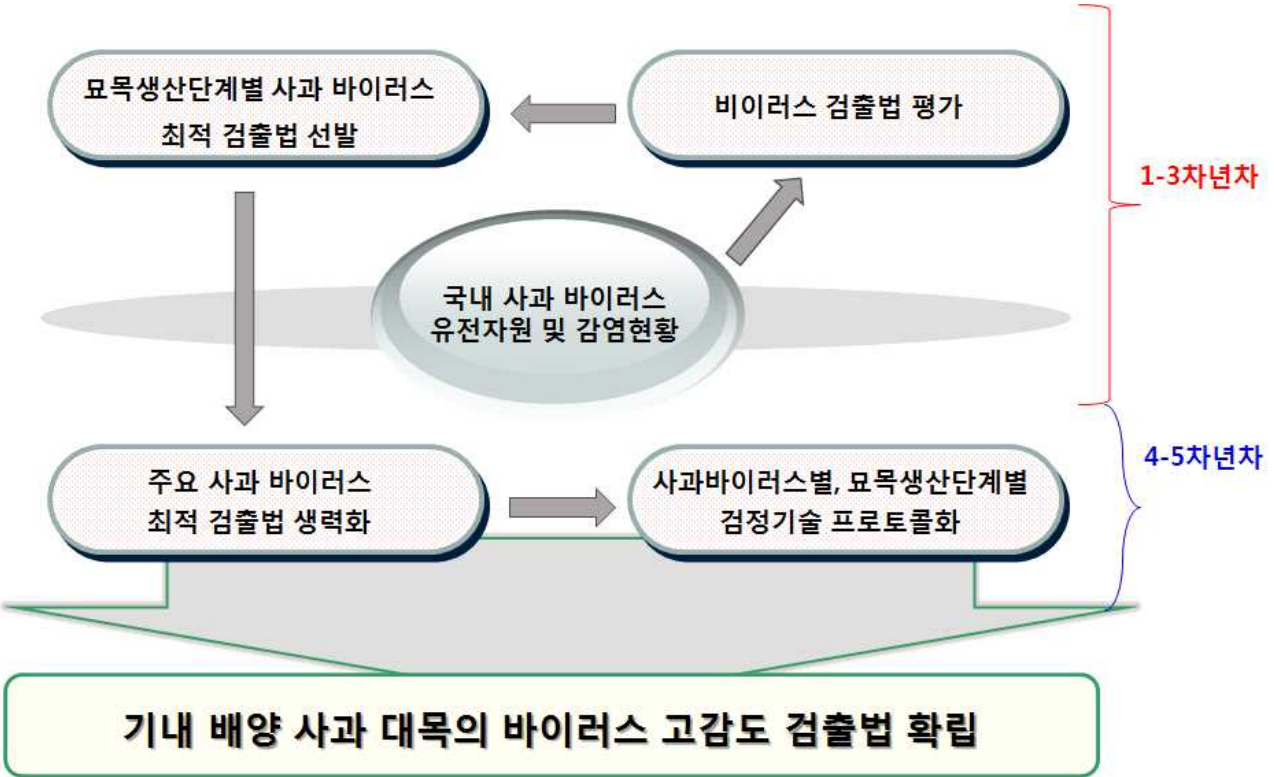 묘목생산단계별 사과 바이러스
최적 검출법 선발
비이러스 검출법 평가
1-3차년차
국내 사과 바이러스
유전자원 및 감염현황
4-5차년차
주요 사과 바이러스
최적 검출법 생력화
사과바이러스별, 묘목생산단계별
검정기술 프로토콜화
기내 배양 사과 대목의 바이러스 고감도 검출법 확립